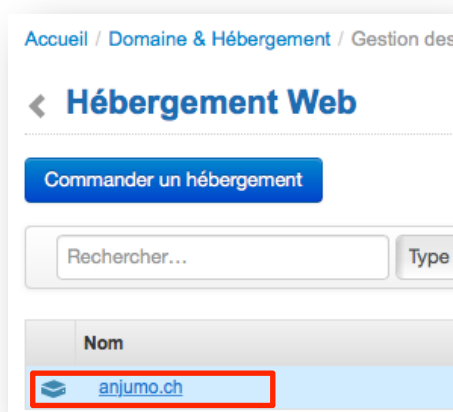 Accueil / Domaine & Hébergement / Gestion des
Hébergement Web
Commander un hébergement
Rechercher... Type
Nom
anjumo.ch